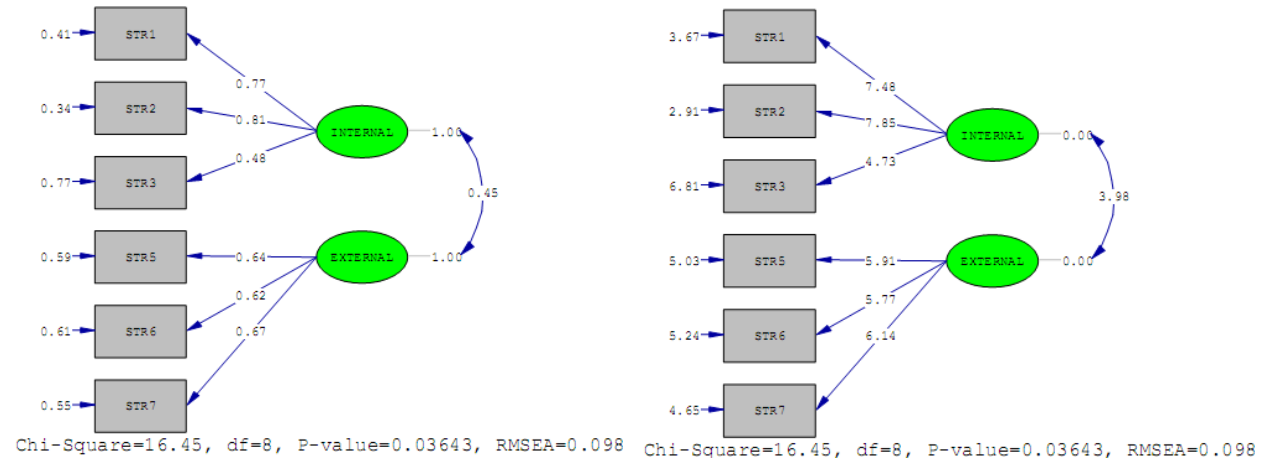 0.41 STR1
0.77
0.34 STR2
0.81
INTERNAL 1.00
0.48
0.77 STR3
0.45
0.59 STR5
0.64
EXTERNAL 1.00
0.62
0.61 STR6
0.67
0.55 STR7
Chi-Square=16.45, df=8, P-value=0.03643, RMSEA=0.098
3.67 STR1
7.48
2.91 STR2
7.85
INTERNAL 0.00
4.73
6.81 STR3
3.98
5.03 STR5
5.91
EXTERNAL 0.00
5.77
5.24 STR6
6.14
4.65 STR7
Chi-Square=16.45, df=8, P-value=0.03643, RMSEA=0.098